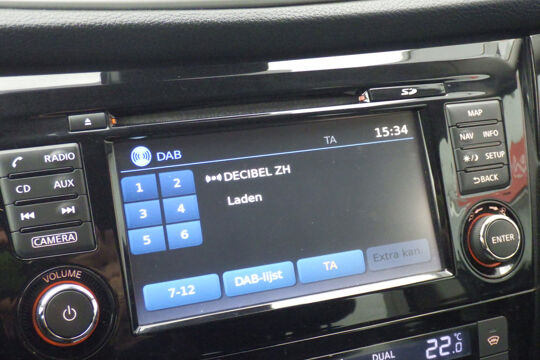 SD
MAP
NAV INFO
SETUP
BACK
ENTER
RADIO
CD AUX
CAMERA
VOLUME
DAB
TA
15:34
1 2
3 4
5 6
DECIBEL ZH
Laden
7-12
DAB-lijst
TA
Extra kan.
DUAL
22.0